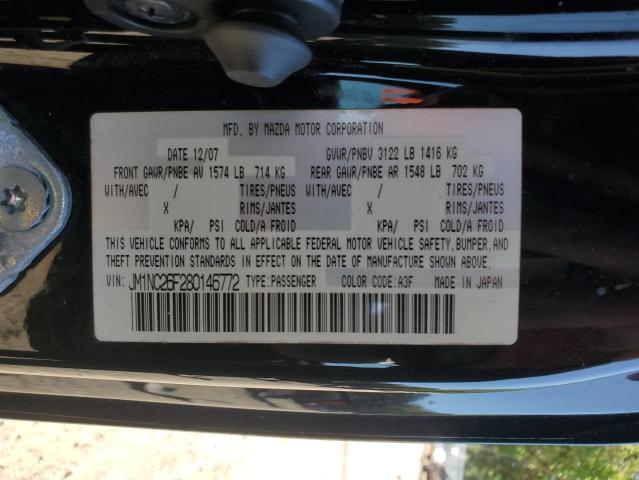 MFD. BY MAZDA MOTOR CORPORATION
DATE 12/07 GVWR/PNBV 3122 LB 1416 KG
FRONT GAWR/PNBE AV 1574 LB 714 KG REAR GAWR/PNBE AR 1548 LB 702 KG
WITH/AVEC / TIRES/PNEUS WITH/AVEC / TIRES/PNEUS
X RIMS/JANTES X RIMS/JANTES
KPA/ PSI COLD/A FROID KPA/ PSI COLD/A FROID
THIS VEHICLE CONFORMS TO ALL APPLICABLE FEDERAL MOTOR VEHICLE SAFETY, BUMPER, AND
THEFT PREVENTION STANDARDS IN EFFECT ON THE DATE OF MANUFACTURE SHOWN ABOVE.
VIN: JM1NC26F280146772 TYPE:PASSENGER COLOR CODE:A3F MADE IN JAPAN